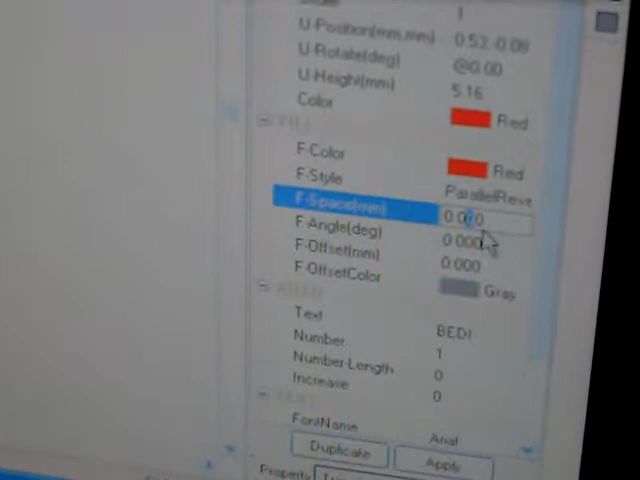 1
U-Position(mm,mm) 0.53,-0.08
U-Rotate(deg) @0.00
U-Height(mm) 5.16
Color Red
F-Color Red
F-Style ParallelReve
F-Space(mm)
F-Angle(deg) 0.000
F-Offset(mm) 0.000
F-OffsetColor Gray
Text BEDI
Number 1
Number-Length 0
Increase 0
FontName Arial
Duplicate Apply
Property